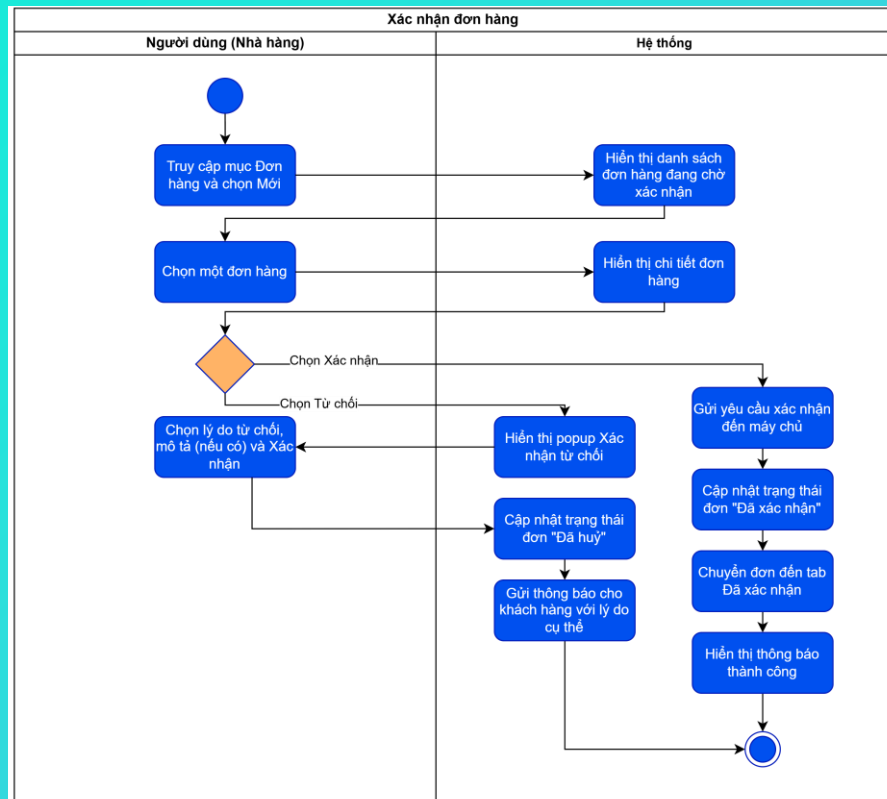 Xác nhận đơn hàng
Người dùng (Nhà hàng)
Hệ thống
Truy cập mục Đơn
hàng và chọn Mới
Hiển thị danh sách
đơn hàng đang chờ
xác nhận
Chọn một đơn hàng
Hiển thị chi tiết đơn
hàng
Chọn Xác nhận
Chọn Từ chối
Gửi yêu cầu xác nhận
đến máy chủ
Chọn lý do từ chối,
mô tả (nếu có) và Xác
nhận
Hiển thị popup Xác
nhận từ chối
Cập nhật trạng thái
đơn "Đã xác nhận"
Cập nhật trạng thái
đơn "Đã huỷ"
Chuyển đơn đến tab
Đã xác nhận
Gửi thông báo cho
khách hàng với lý do
cụ thể
Hiển thị thông báo
thành công